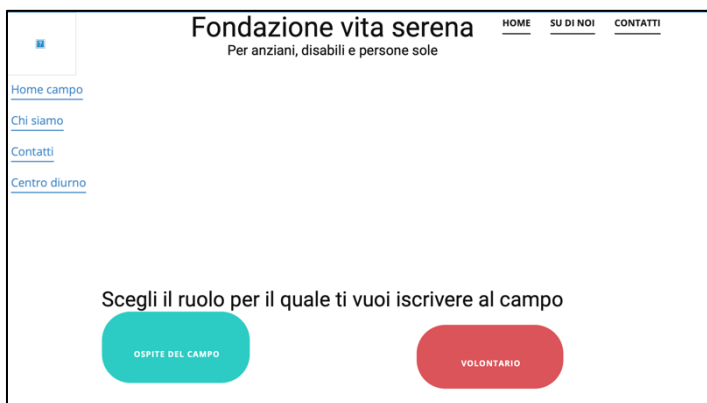 Fondazione vita serena
Per anziani, disabili e persone sole
HOME SU DI NOI CONTATTI
Home campo
Chi siamo
Contatti
Centro diurno
Scegli il ruolo per il quale ti vuoi iscrivere al campo
OSPITE DEL CAMPO
VOLONTARIO